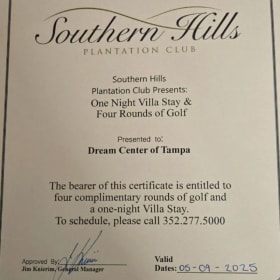 Southern Hills
PLANTATION CLUB
Southern Hills
Plantation Club Presents:
One Night Villa Stay &
Four Rounds of Golf
Presented to:
Dream Center of Tampa
The bearer of this certificate is entitled to
four complimentary rounds of golf and
a one-night Villa Stay.
To schedule, please call 352.277.5000
Approved By:
Jim Kaierim, General Manager
Valid
Dates: 05-09-2025